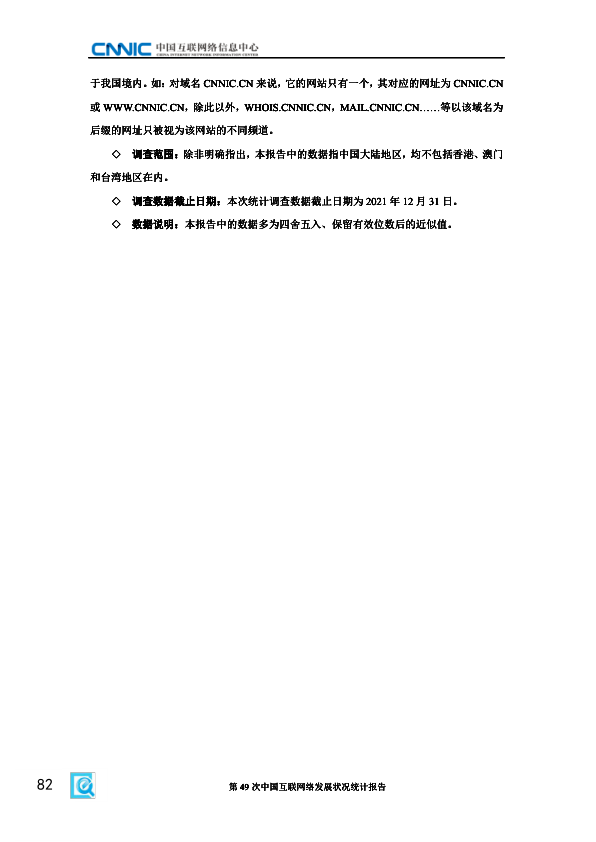 CNNIC 中国互联网络信息中心
CHINA INTERNET NETWORK INFORMATION CENTER
于我国境内。如：对域名 CNNIC.CN 来说，它的网站只有一个，其对应的网址为 CNNIC.CN
或 WWW.CNNIC.CN，除此以外，WHOIS.CNNIC.CN，MAIL.CNNIC.CN……等以该域名为
后缀的网址只被视为该网站的不同频道。
◇ 调查范围：除非明确指出，本报告中的数据指中国大陆地区，均不包括香港、澳门
和台湾地区在内。
◇ 调查数据截止日期：本次统计调查数据截止日期为 2021 年 12 月 31 日。
◇ 数据说明：本报告中的数据多为四舍五入、保留有效位数后的近似值。
82
第 49 次中国互联网络发展状况统计报告